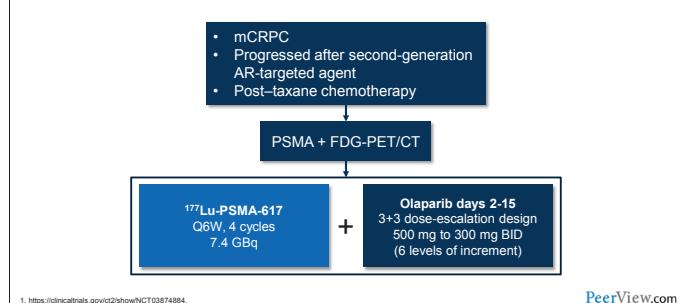 • mCRPC
• Progressed after second-generation
AR-targeted agent
• Post–taxane chemotherapy
PSMA + FDG-PET/CT
¹⁷⁷Lu-PSMA-617
Q6W, 4 cycles
7.4 GBq
+
Olaparib days 2-15
3+3 dose-escalation design
500 mg to 300 mg BID
(6 levels of increment)
1. https://clinicaltrials.gov/ct2/show/NCT03874884.
PeerView.com